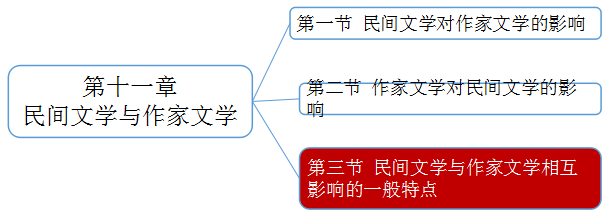 第一节 民间文学对作家文学的影响
第十一章
民间文学与作家文学
第二节 作家文学对民间文学的影
响
第三节 民间文学与作家文学相互
影响的一般特点